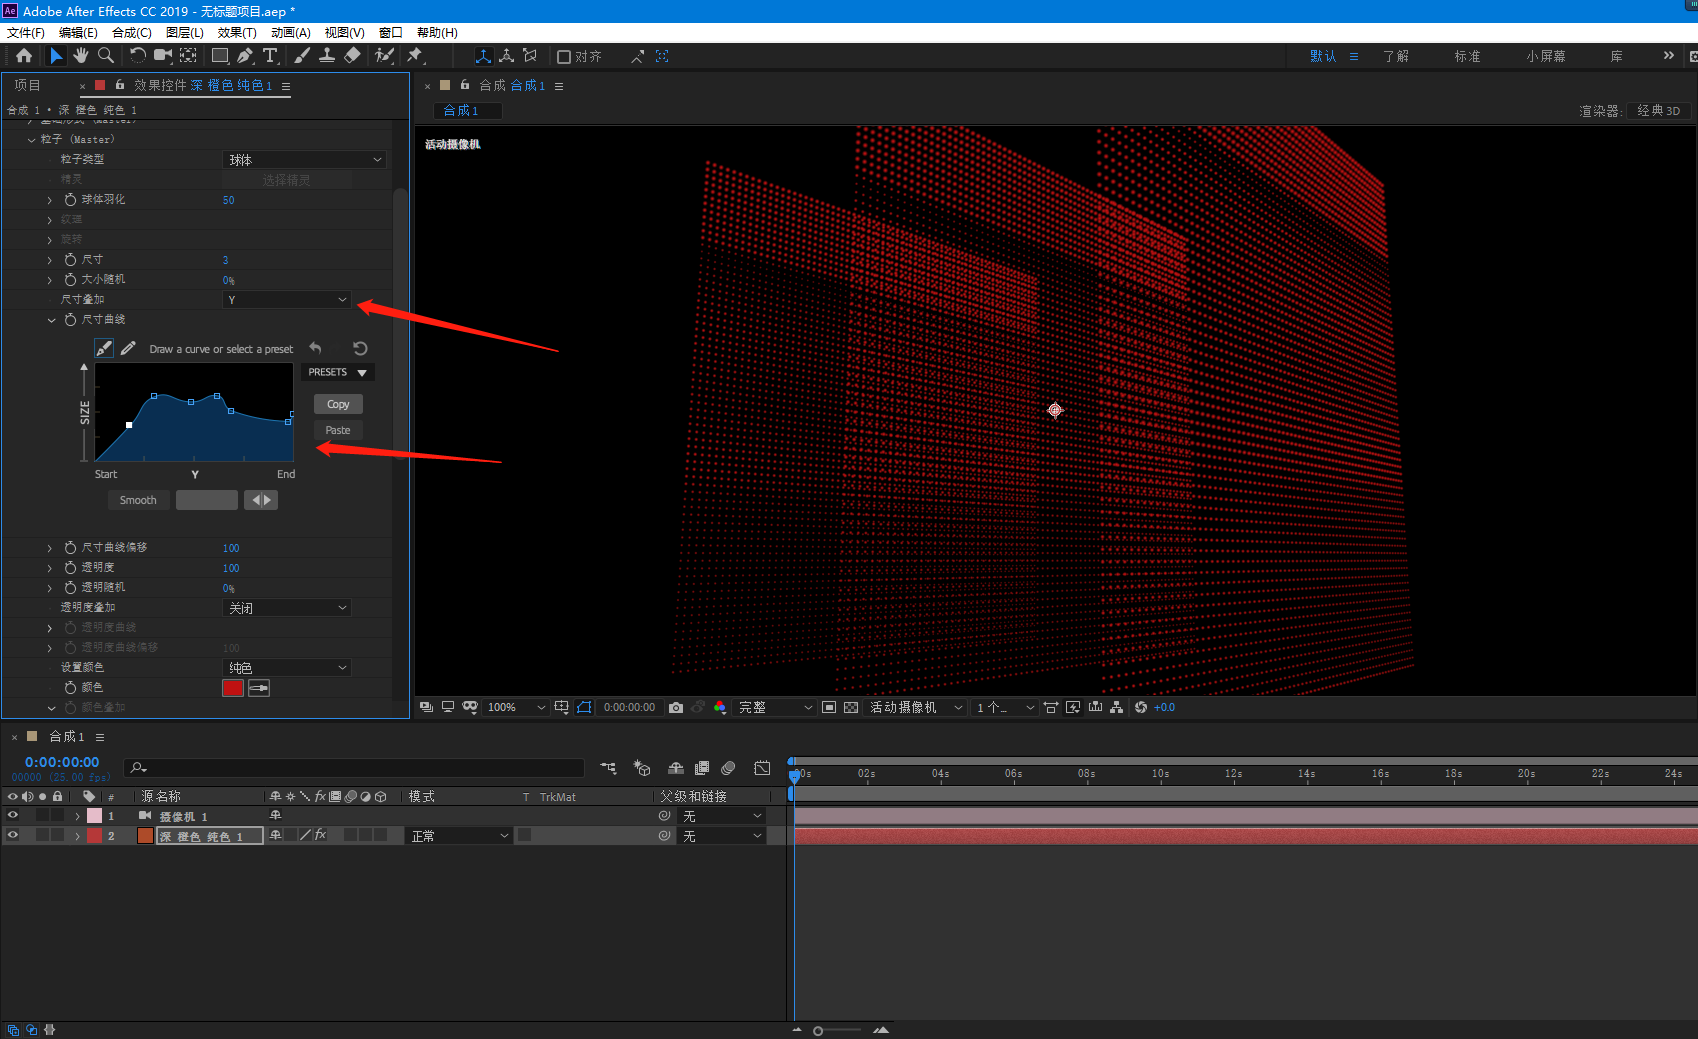 Ae Adobe After Effects CC 2019 - 无标题项目.aep *
文件(F) 编辑(E) 合成(C) 图层(L) 效果(T) 动画(A) 视图(V) 窗口 帮助(H)
对齐 默认 了解 标准 小屏幕 库
项目 效果控件 深 橙色 纯色 1
合成 合成 1
合成 1 • 深 橙色 纯色 1
合成 1
渲染器: 经典 3D
活动摄像机
基础形式 (Master)
粒子 (Master)
粒子类型 球体
精灵 选择精灵
球体羽化 50
纹理
旋转
尺寸 3
大小随机 0%
尺寸叠加 Y
尺寸曲线
Draw a curve or select a preset
PRESETS
SIZE
Copy
Paste
Start Y End
Smooth
尺寸曲线偏移 100
透明度 100
透明随机 0%
透明度叠加 关闭
透明度曲线
透明度曲线偏移 100
设置颜色 纯色
颜色
颜色叠加
100% 0:00:00:00 完整 活动摄像机 1 个... +0.0
合成 1
0:00:00:00
00000 (25.00 fps)
00s 02s 04s 06s 08s 10s 12s 14s 16s 18s 20s 22s 24s
# 源名称 fx 模式 T TrkMat 父级和链接
1 摄像机 1 无
2 深 橙色 纯色 1 fx 正常 无